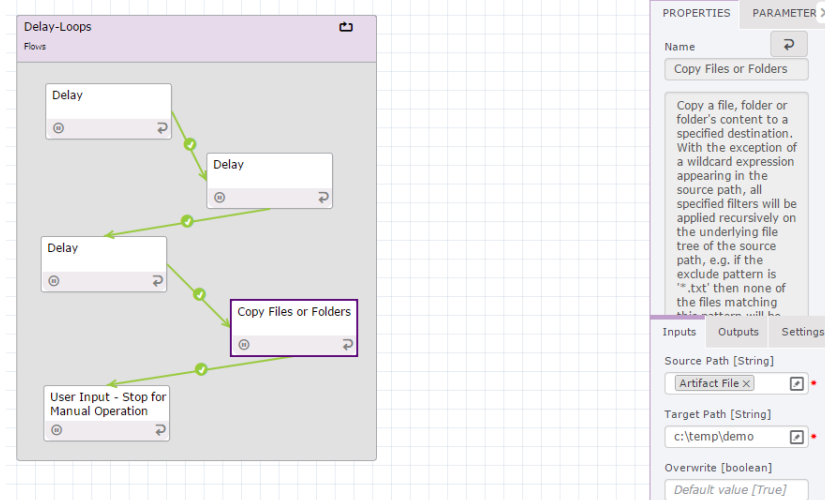 Delay-Loops
Flows
Delay
Delay
Delay
Copy Files or Folders
User Input - Stop for
Manual Operation
PROPERTIES
PARAMETER
Name
Copy Files or Folders
Copy a file, folder or
folder's content to a
specified destination.
With the exception of
a wildcard expression
appearing in the
source path, all
specified filters will be
applied recursively on
the underlying file
tree of the source
path, e.g. if the
exclude pattern is
'*.txt' then none of
the files matching
this pattern will be
Inputs
Outputs
Settings
Source Path [String]
Artifact File ×
*
Target Path [String]
c:\temp\demo
*
Overwrite [boolean]
Default value [True]